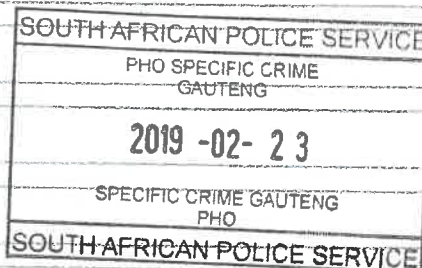 SOUTH AFRICAN POLICE SERVICE
PHO SPECIFIC CRIME
GAUTENG
2019 -02- 23
SPECIFIC CRIME GAUTENG
PHO
SOUTH AFRICAN POLICE SERVICE